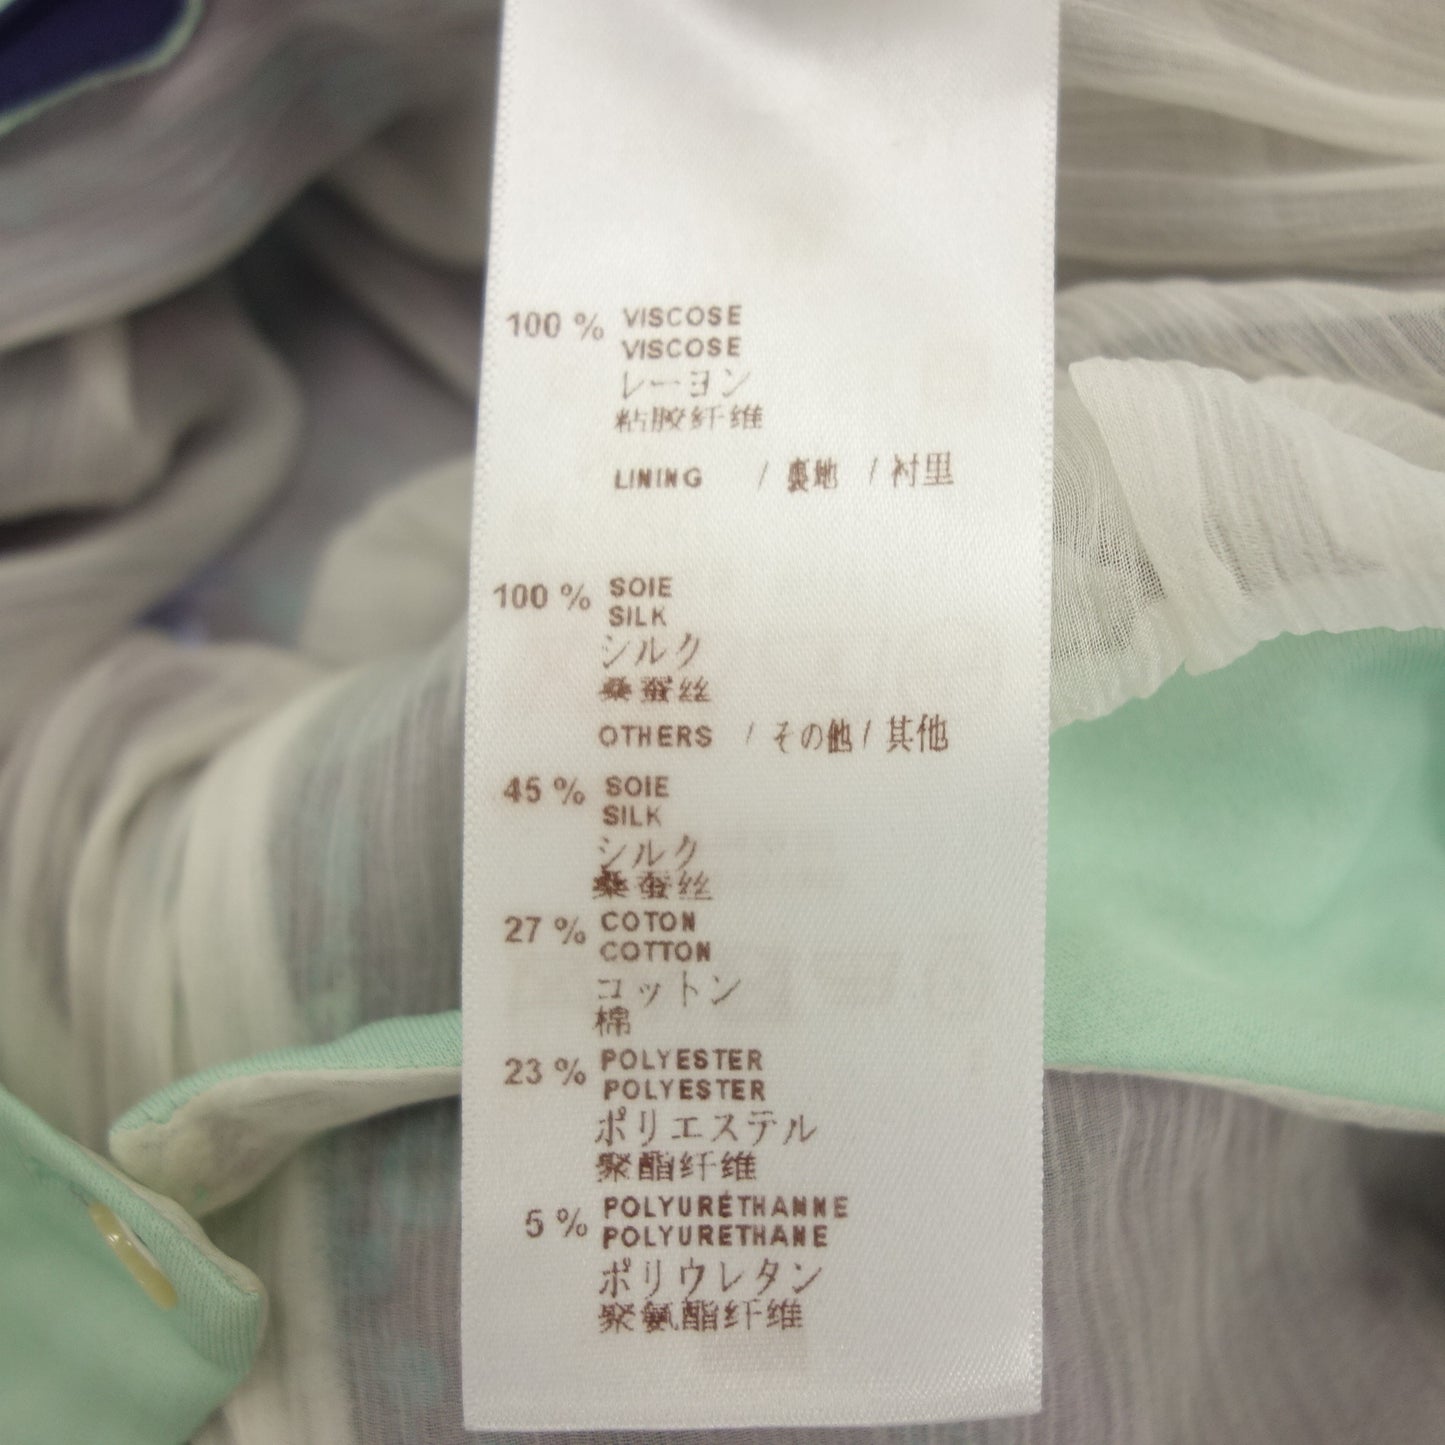 100 % VISCOSE
VISCOSE
レーヨン
粘胶纤维
LINING / 裏地 / 衬里
100 % SOIE
SILK
シルク
桑蚕丝
OTHERS / その他 / 其他
45 % SOIE
SILK
シルク
桑蚕丝
27 % COTON
COTTON
コットン
棉
23 % POLYESTER
POLYESTER
ポリエステル
聚酯纤维
5 % POLYURÉTHANNE
POLYURETHANE
ポリウレタン
聚氨酯纤维